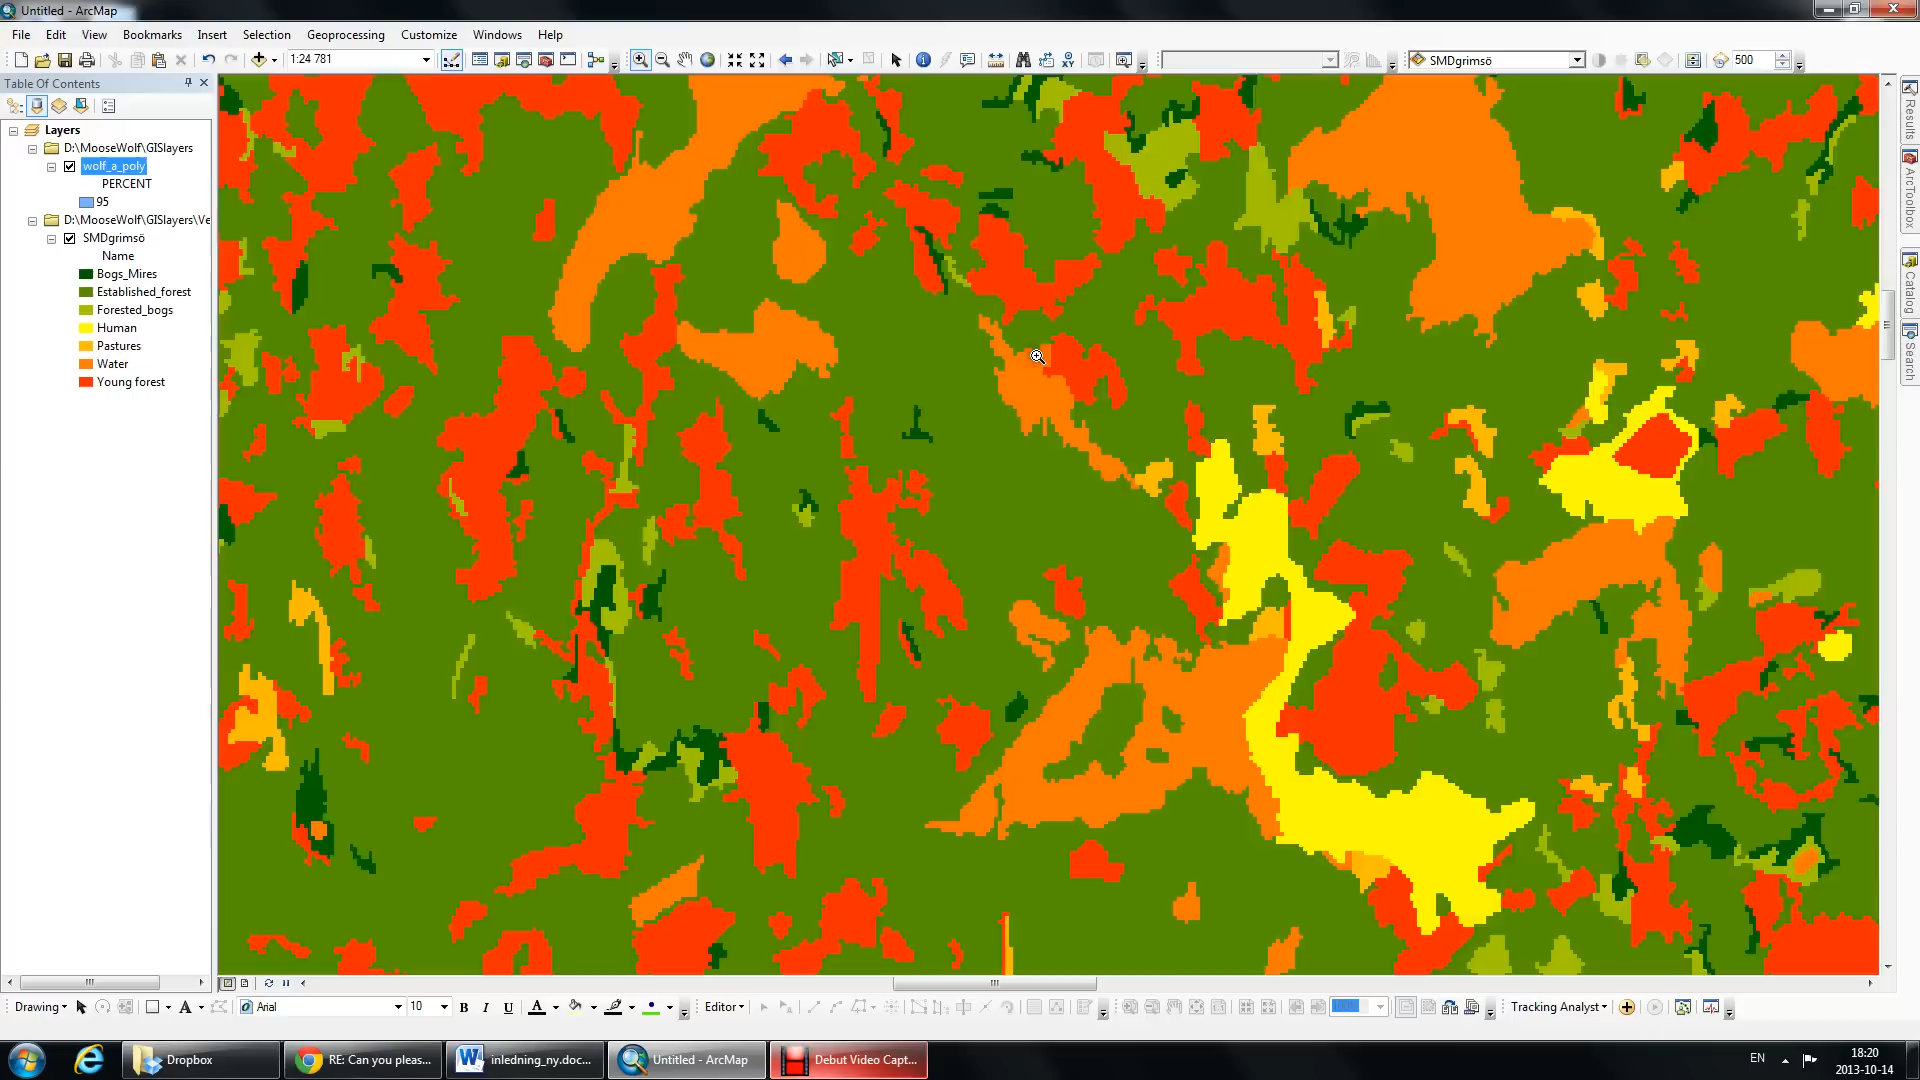 Untitled - ArcMap
File Edit View Bookmarks Insert Selection Geoprocessing Customize Windows Help
1:24 781 SMDgrimsö 500
Table Of Contents
Layers
D:\MooseWolf\GISlayers
wolf_a_poly
PERCENT
95
D:\MooseWolf\GISlayers\Ve
SMDgrimsö
Name
Bogs_Mires
Established_forest
Forested_bogs
Human
Pastures
Water
Young forest
Results
ArcToolbox
Catalog
Search
Drawing A Arial 10 B I U A Editor 100% Tracking Analyst
Dropbox RE: Can you pleas... inledning_ny.doc... Untitled - ArcMap Debut Video Capt... EN 18:20
2013-10-14